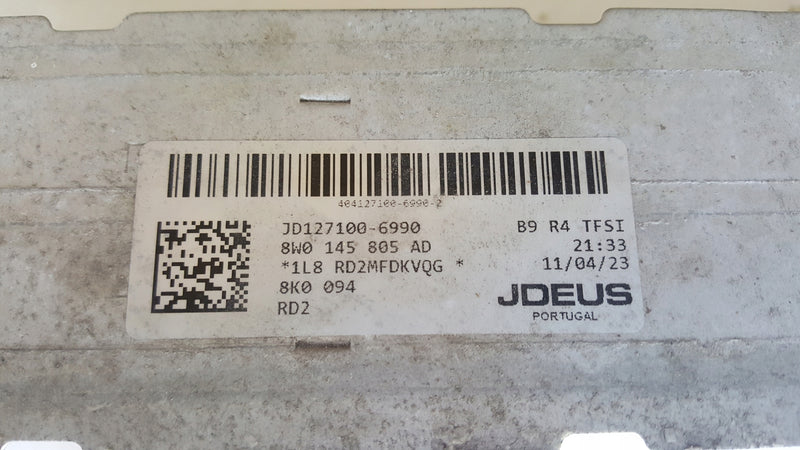 404127100-6990-2
JD127100-6990 B9 R4 TFSI
8W0 145 805 AD 21:33
*1L8 RD2MFDKVQG * 11/04/23
8K0 094
RD2
JDEUS
PORTUGAL